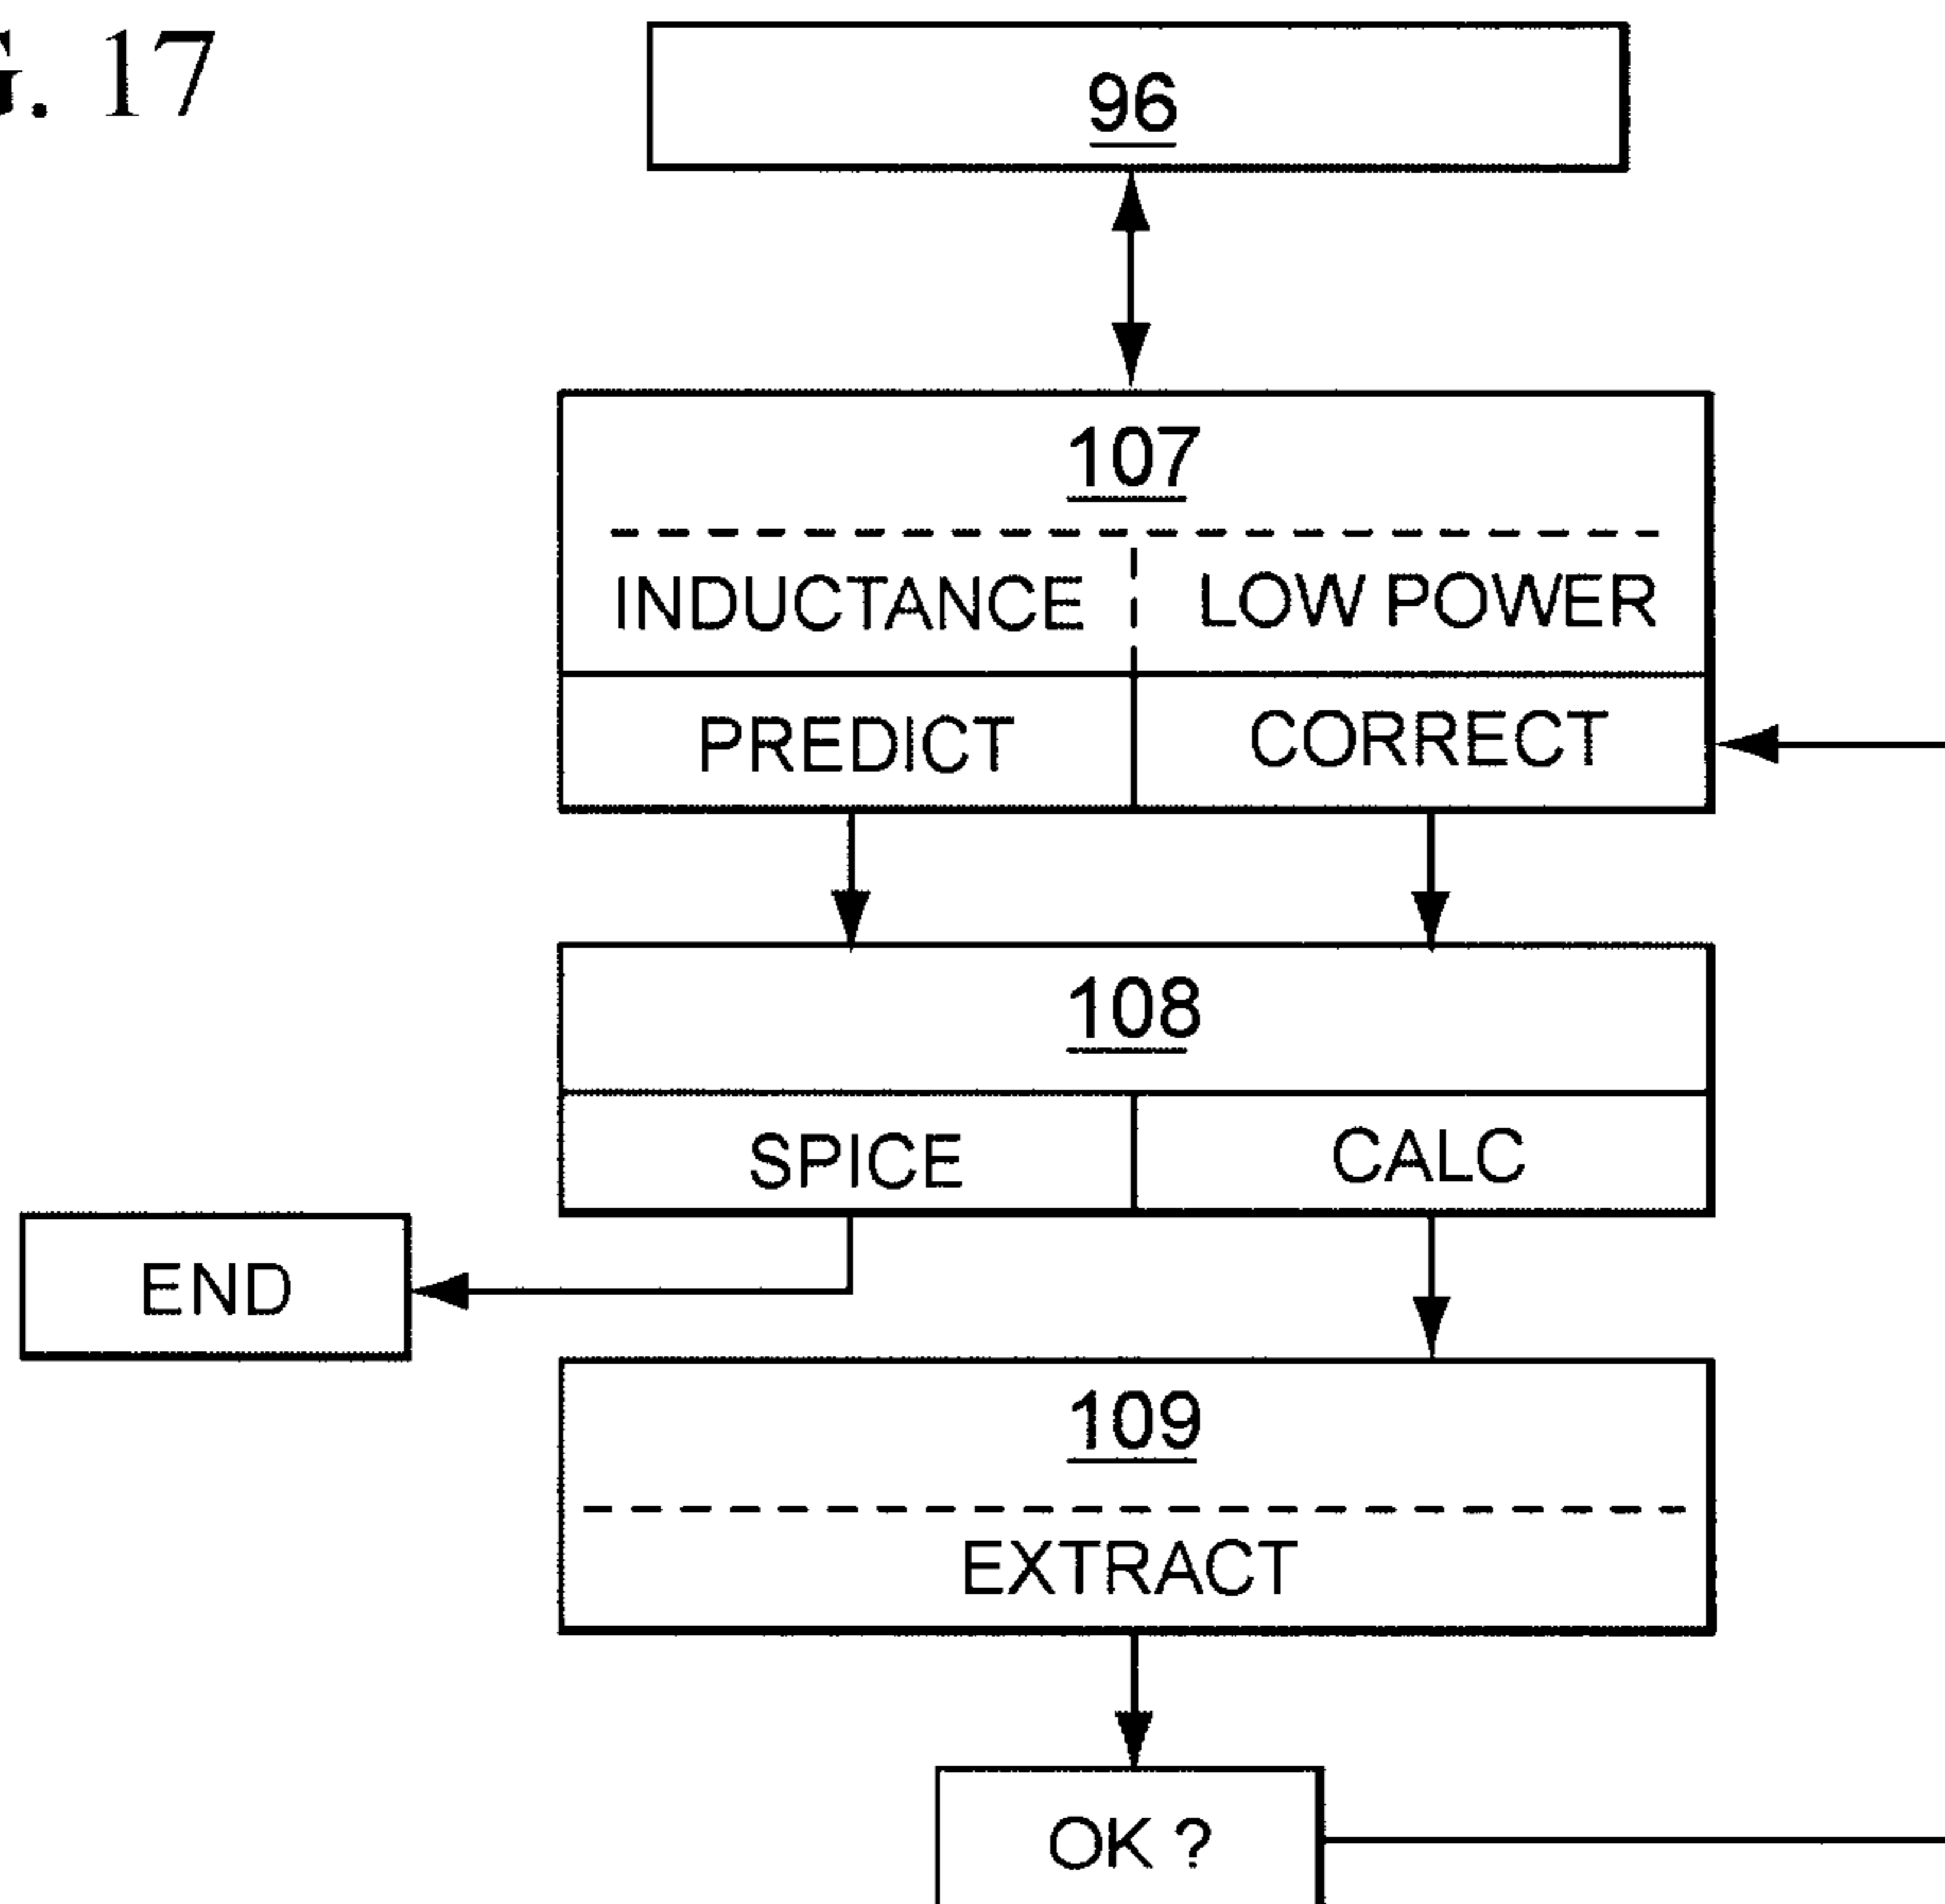 . 17
96
107
INDUCTANCE LOW POWER
PREDICT CORRECT
108
SPICE CALC
END
109
EXTRACT
OK ?